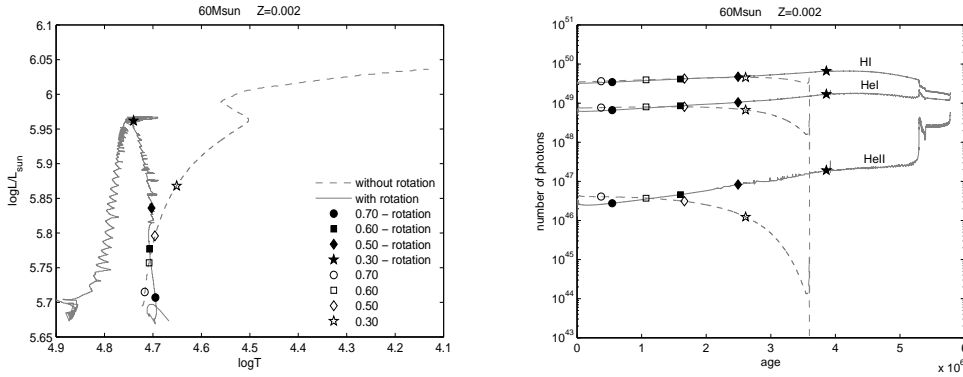 60Msun Z=0.002
6.1
6.05
6
5.95
5.9
5.85
5.8
5.75
5.7
5.65
logL/Lsun
4.9 4.8 4.7 4.6 4.5 4.4 4.3 4.2 4.1
logT
without rotation
with rotation
0.70 − rotation
0.60 − rotation
0.50 − rotation
0.30 − rotation
0.70
0.60
0.50
0.30
60Msun Z=0.002
10^51
10^50
10^49
10^48
10^47
10^46
10^45
10^44
10^43
number of photons
HI
HeI
HeII
0 1 2 3 4 5 6
age
x 10^6